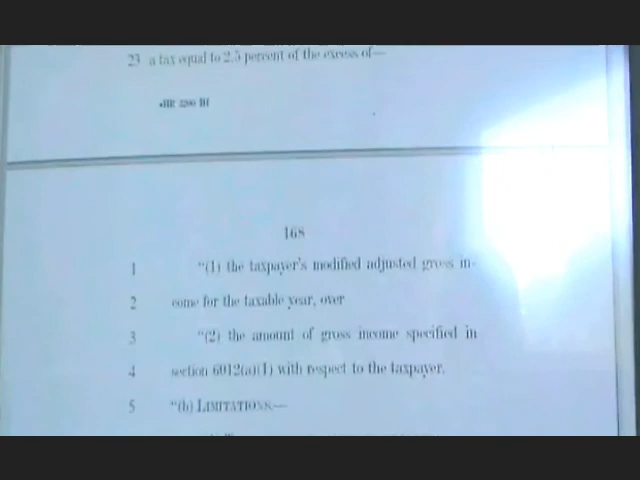 23 a tax equal to 2.5 percent of the excess of—
•HR 3200 IH
168
1 "(1) the taxpayer's modified adjusted gross in-
2 come for the taxable year, over
3 "(2) the amount of gross income specified in
4 section 6012(a)(1) with respect to the taxpayer.
5 "(b) LIMITATIONS.—